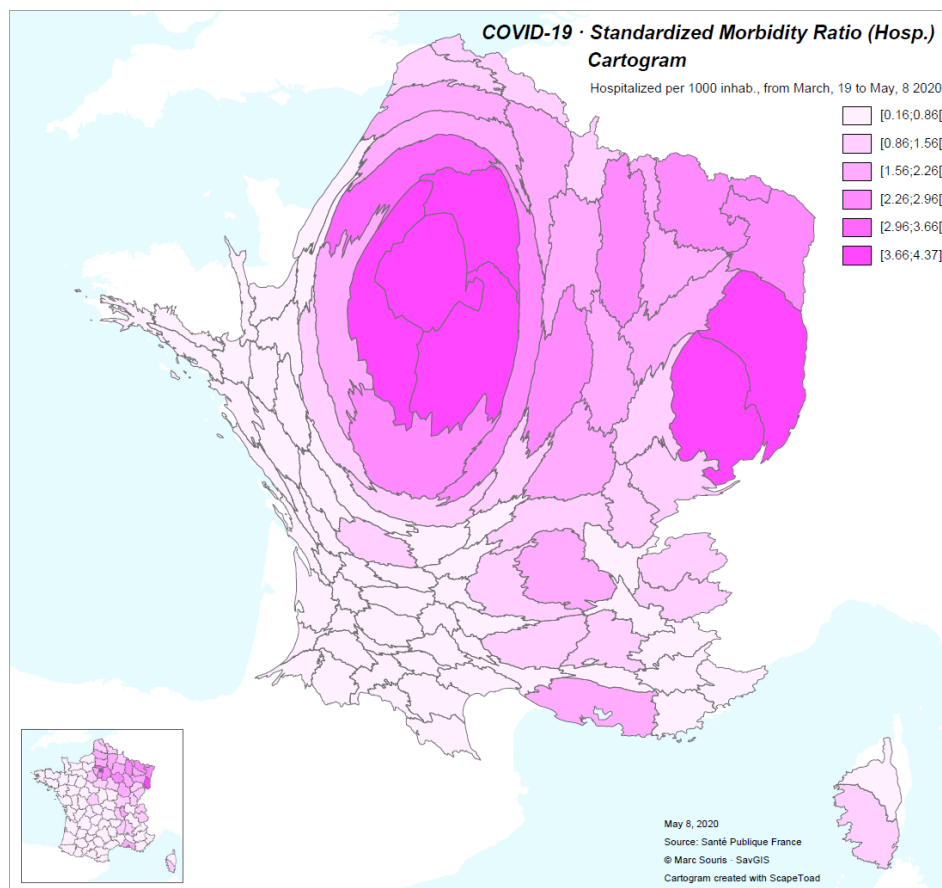 COVID-19 · Standardized Morbidity Ratio (Hosp.)
Cartogram
Hospitalized per 1000 inhab., from March, 19 to May, 8 2020
[0.16;0.86[
[0.86;1.56[
[1.56;2.26[
[2.26;2.96[
[2.96;3.66[
[3.66;4.37]
May 8, 2020
Source: Santé Publique France
© Marc Souris - SavGIS
Cartogram created with ScapeToad